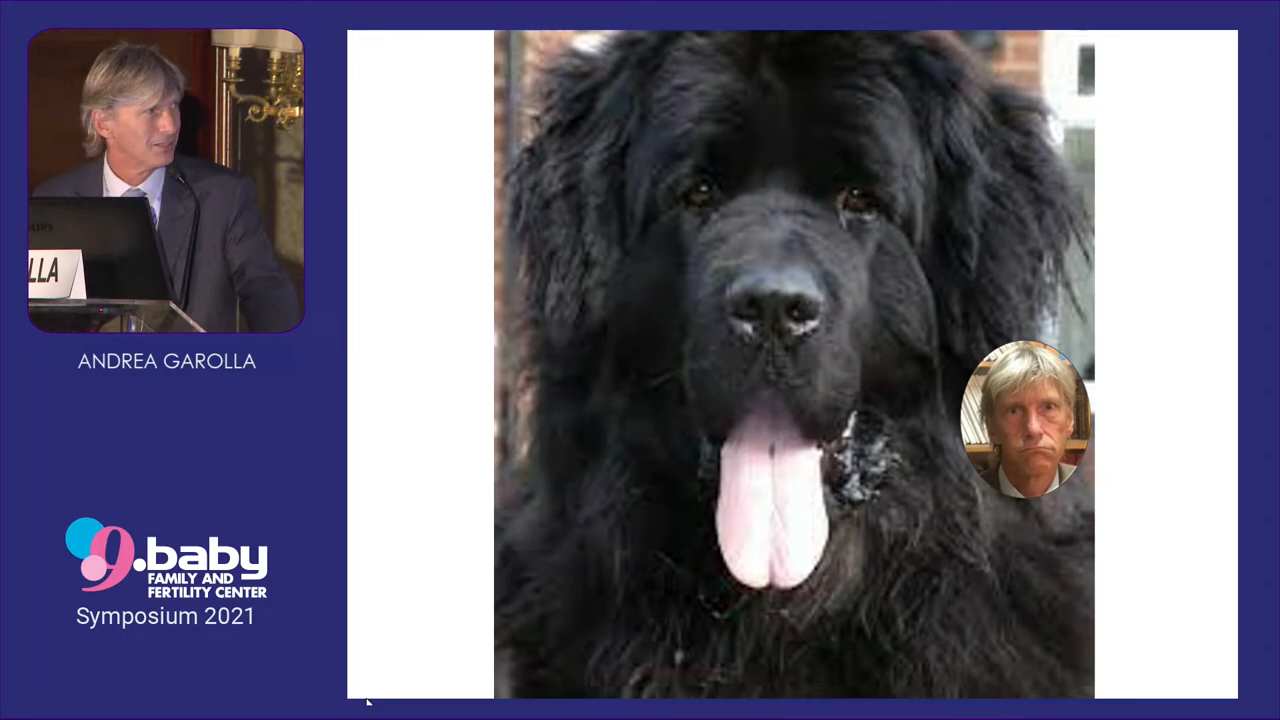 LLA
ANDREA GAROLLA
9.baby
FAMILY AND
FERTILITY CENTER
Symposium 2021